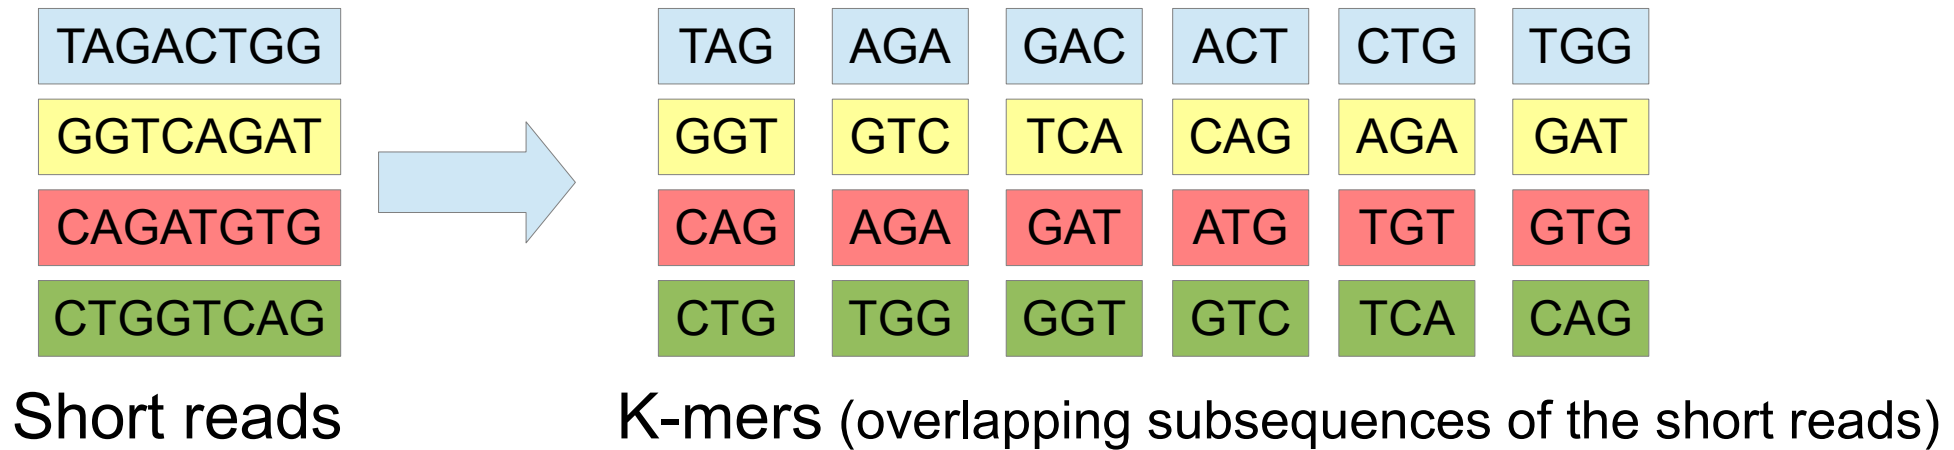 TAGACTGG TAG AGA GAC ACT CTG TGG
GGTCAGAT GGT GTC TCA CAG AGA GAT
CAGATGTG CAG AGA GAT ATG TGT GTG
CTGGTCAG CTG TGG GGT GTC TCA CAG
Short reads K-mers (overlapping subsequences of the short reads)